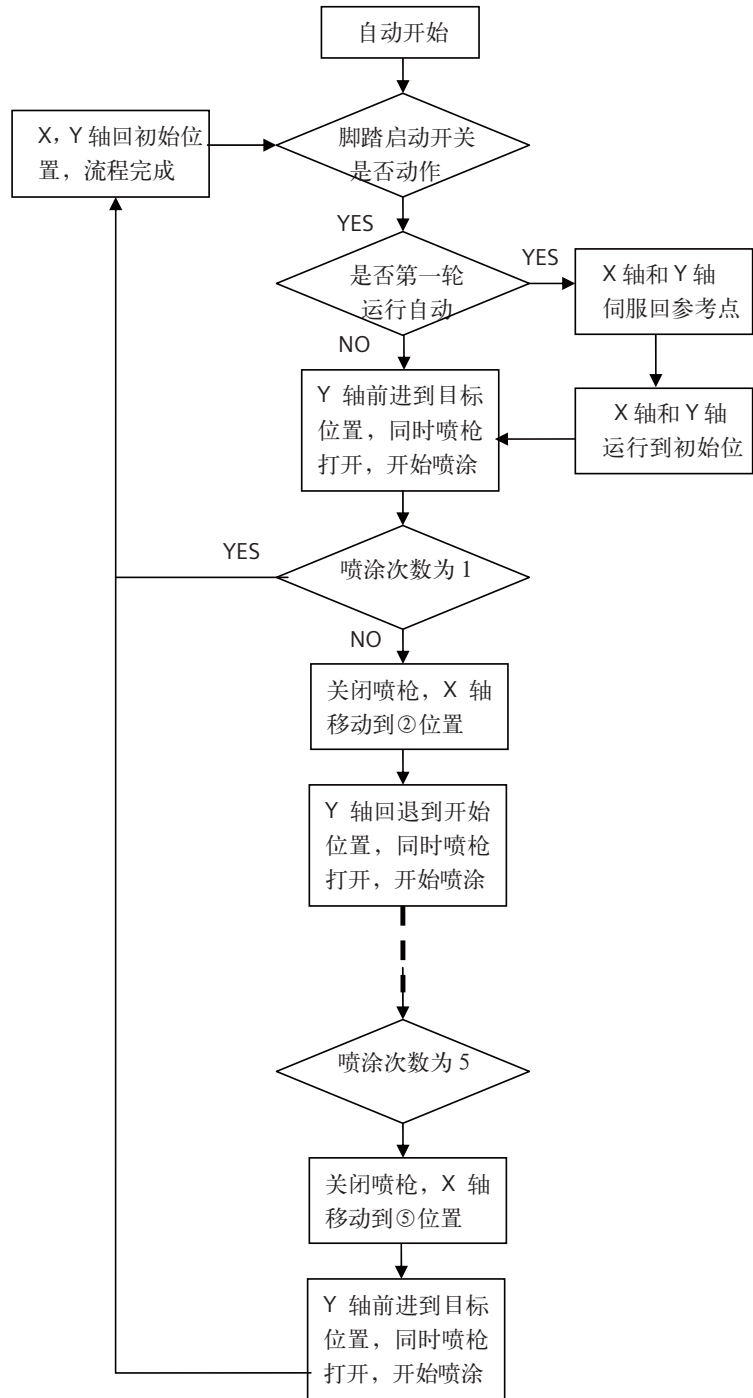 自动开始
X，Y 轴回初始位
置，流程完成
脚踏启动开关
是否动作
YES
是否第一轮
运行自动
YES
X 轴和 Y 轴
伺服回参考点
NO
Y 轴前进到目标
位置，同时喷枪
打开，开始喷涂
X 轴和 Y 轴
运行到初始位
YES
喷涂次数为 1
NO
关闭喷枪，X 轴
移动到②位置
Y 轴回退到开始
位置，同时喷枪
打开，开始喷涂
喷涂次数为 5
关闭喷枪，X 轴
移动到⑤位置
Y 轴前进到目标
位置，同时喷枪
打开，开始喷涂